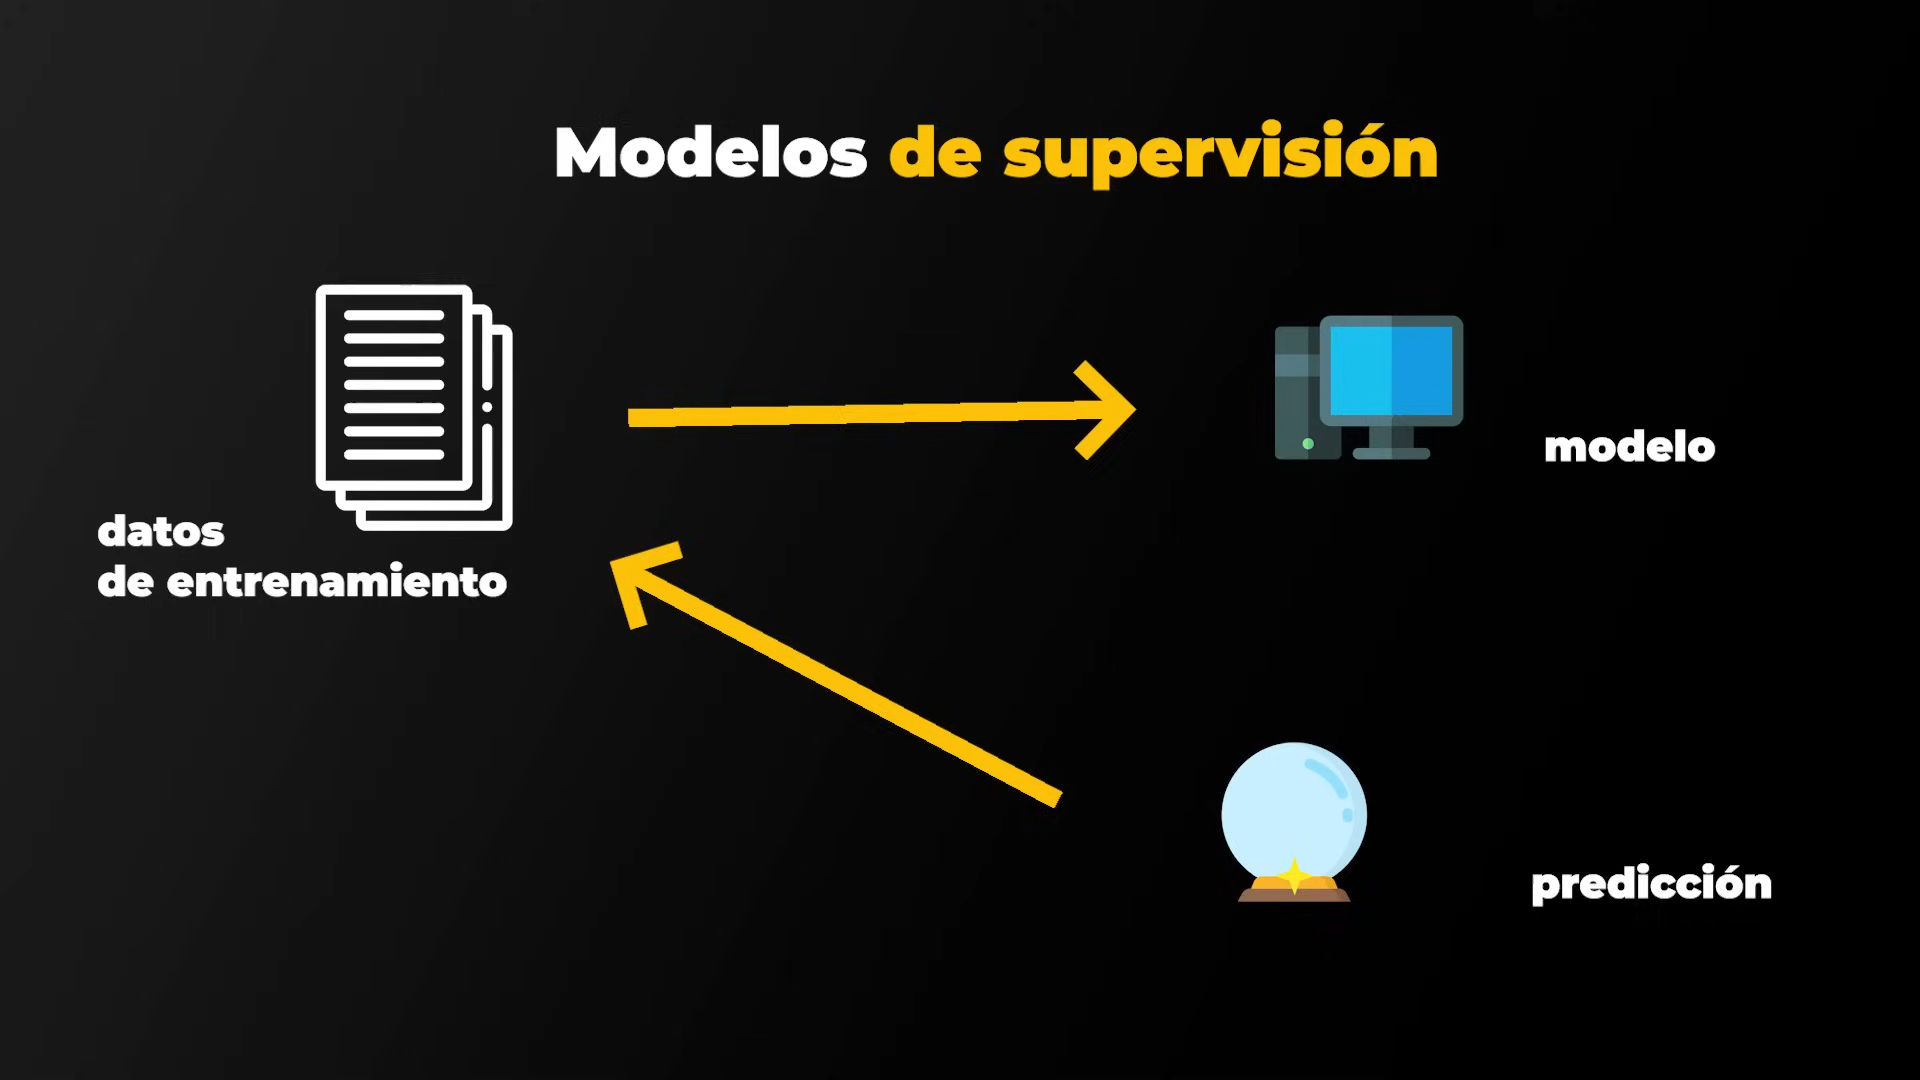 Modelos de supervisión
modelo
datos
de entrenamiento
predicción